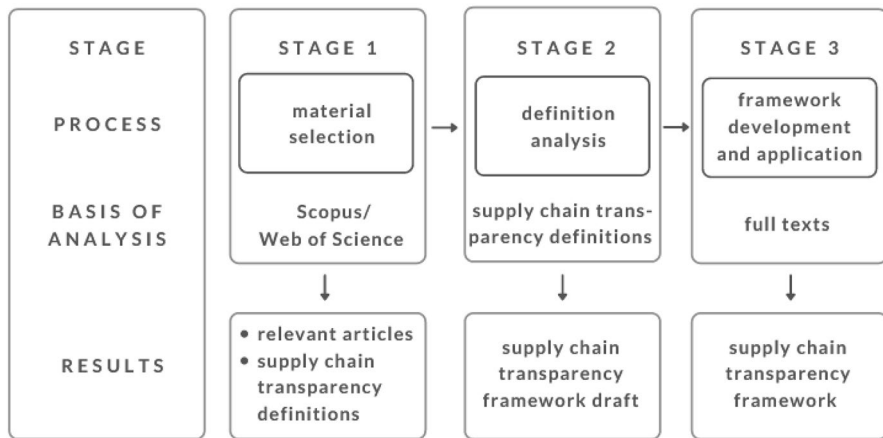 STAGE
STAGE 1
STAGE 2
STAGE 3
PROCESS
material
selection
definition
analysis
framework
development
and application
BASIS OF
ANALYSIS
Scopus/
Web of Science
supply chain trans-
parency definitions
full texts
RESULTS
• relevant articles
• supply chain
transparency
definitions
supply chain
transparency
framework draft
supply chain
transparency
framework